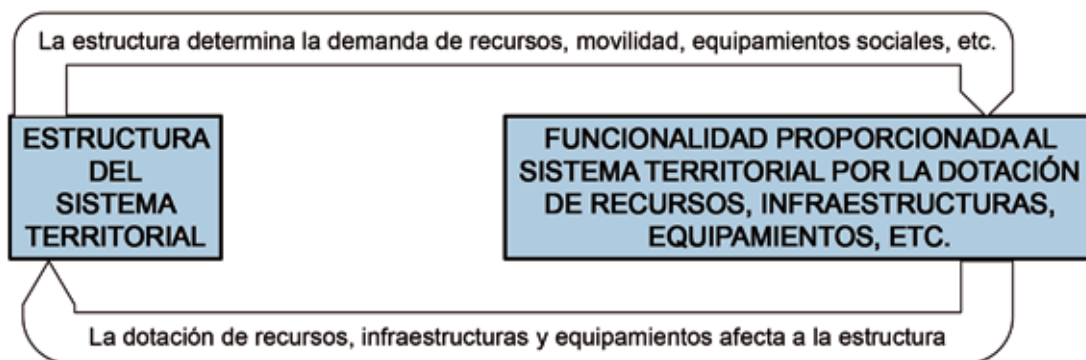 La estructura determina la demanda de recursos, movilidad, equipamientos sociales, etc.
ESTRUCTURA
DEL
SISTEMA
TERRITORIAL
FUNCIONALIDAD PROPORCIONADA AL
SISTEMA TERRITORIAL POR LA DOTACIÓN
DE RECURSOS, INFRAESTRUCTURAS,
EQUIPAMIENTOS, ETC.
La dotación de recursos, infraestructuras y equipamientos afecta a la estructura